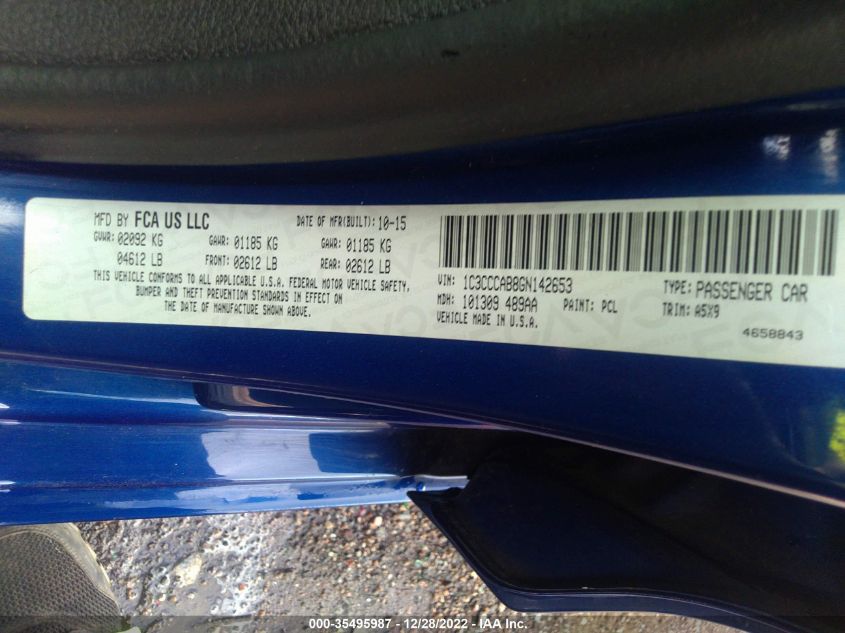 MFD BY FCA US LLC DATE OF MFR(BUILT): 10-15
GVWR: 02092 KG GAWR: 01185 KG GAWR: 01185 KG
04612 LB FRONT: 02612 LB REAR: 02612 LB
THIS VEHICLE CONFORMS TO ALL APPLICABLE U.S.A. FEDERAL MOTOR VEHICLE SAFETY,
BUMPER AND THEFT PREVENTION STANDARDS IN EFFECT ON
THE DATE OF MANUFACTURE SHOWN ABOVE.
VIN: 1C3CCCAB8GN142653 TYPE: PASSENGER CAR
MDH: 101309 489AA PAINT: PCL TRIM: A5X9
VEHICLE MADE IN U.S.A.
4658843
000-35495987 - 12/28/2022 - IAA Inc.